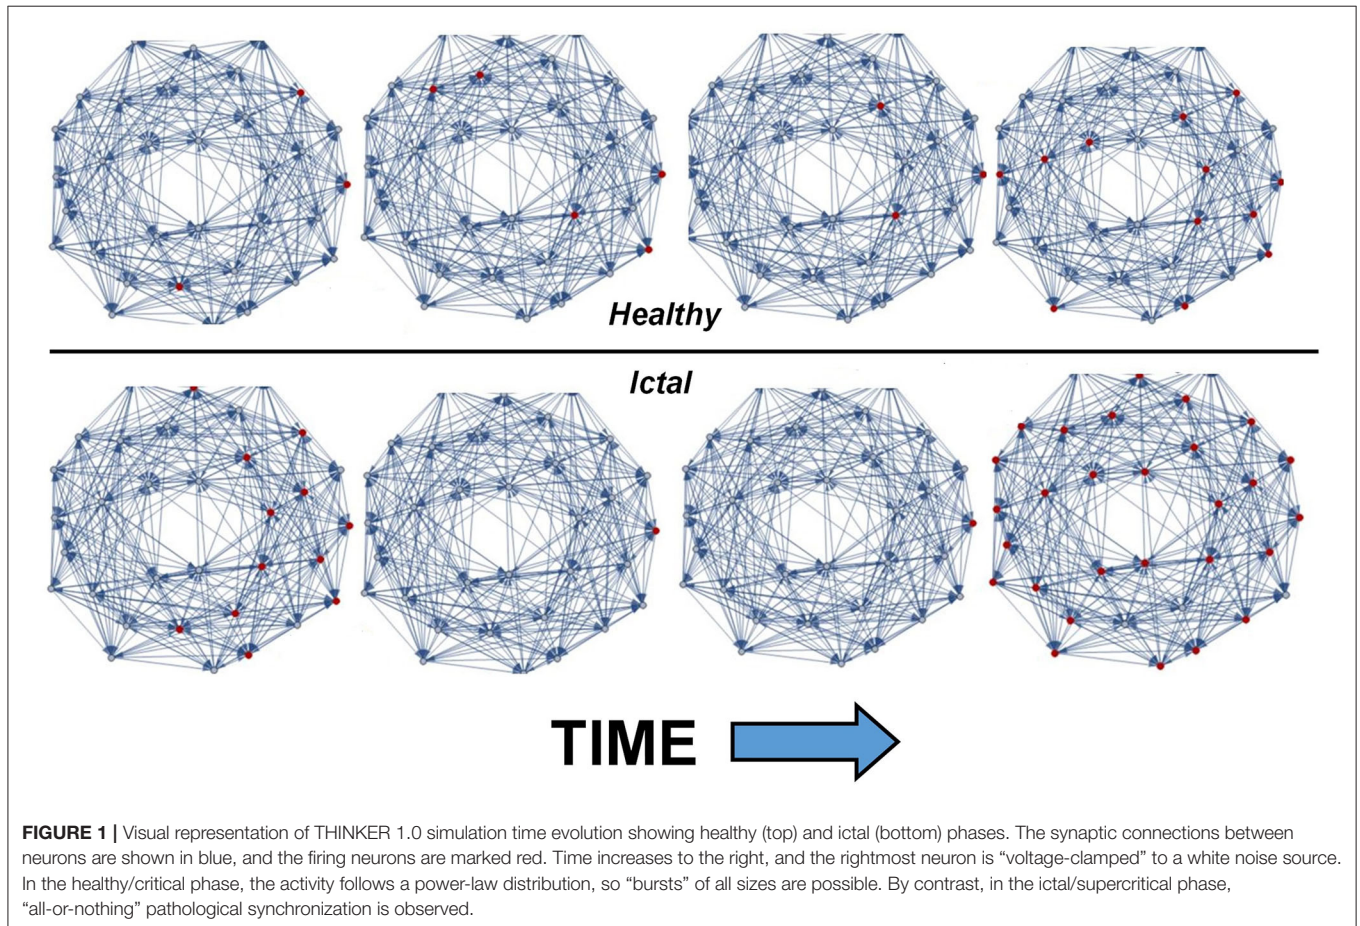 Healthy
Ictal
TIME
FIGURE 1 | Visual representation of THINKER 1.0 simulation time evolution showing healthy (top) and ictal (bottom) phases. The synaptic connections between
neurons are shown in blue, and the firing neurons are marked red. Time increases to the right, and the rightmost neuron is “voltage-clamped” to a white noise source.
In the healthy/critical phase, the activity follows a power-law distribution, so “bursts” of all sizes are possible. By contrast, in the ictal/supercritical phase,
“all-or-nothing” pathological synchronization is observed.